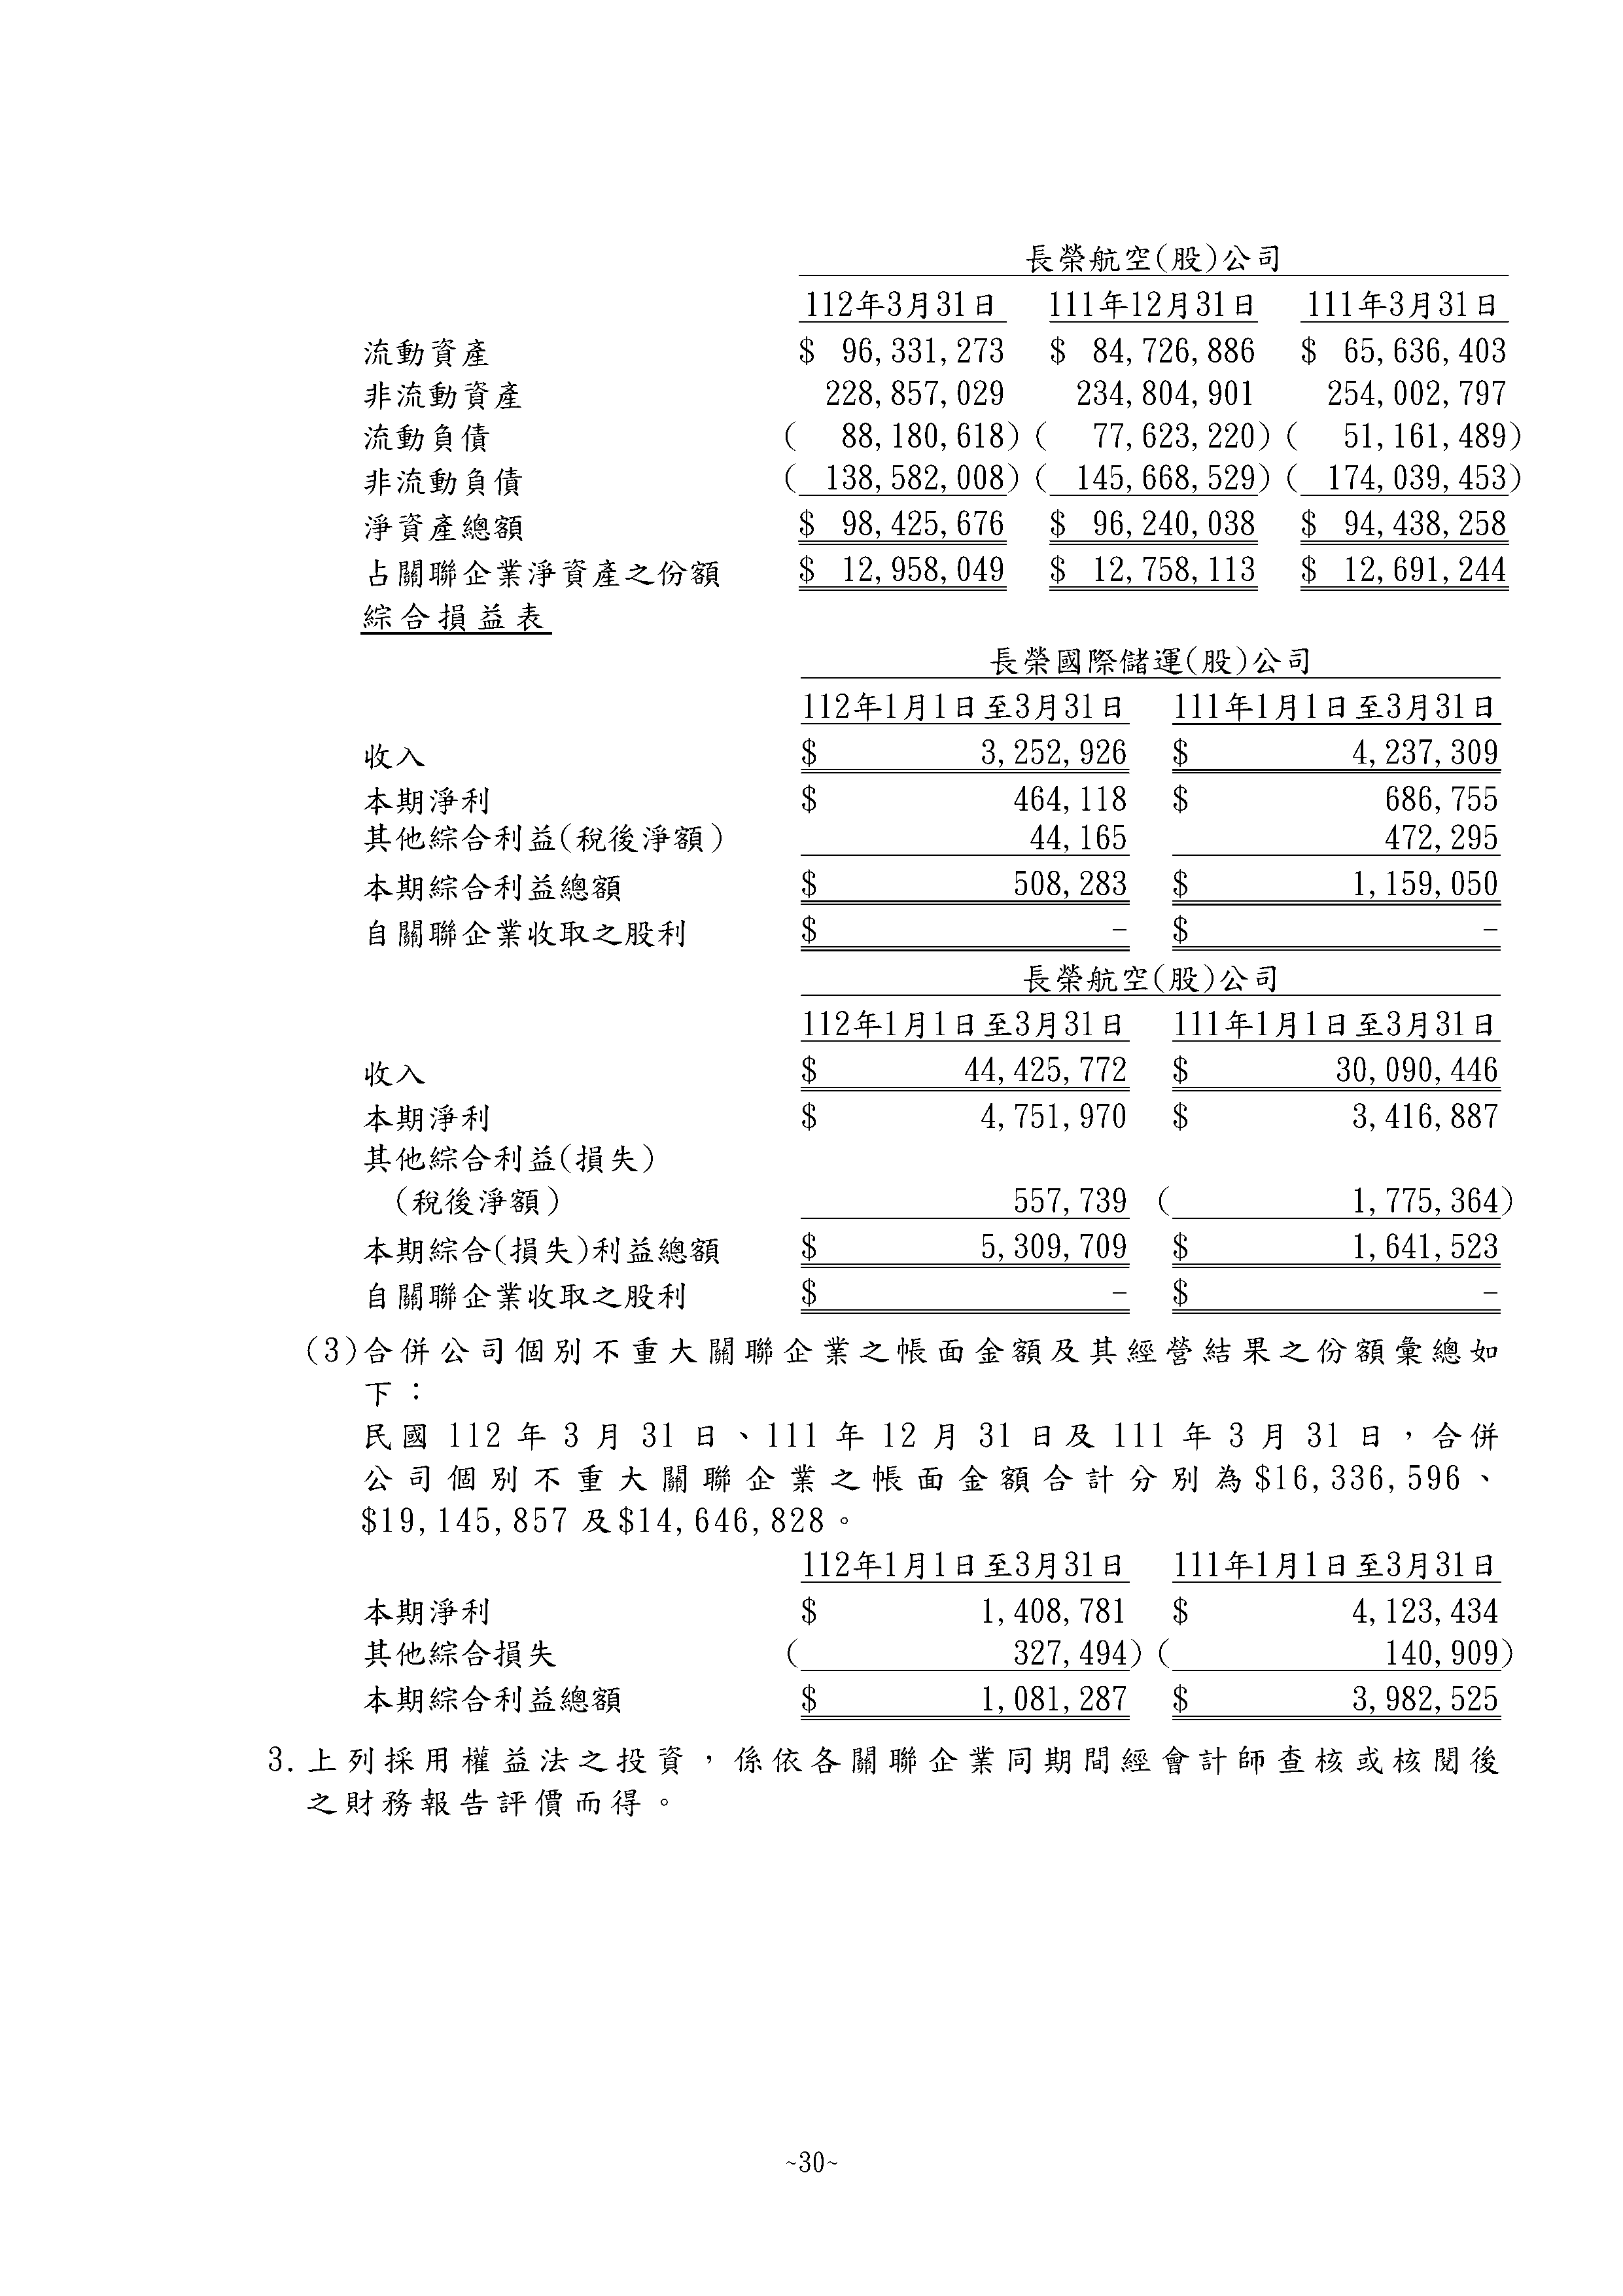 長榮航空(股)公司
112年3月31日 111年12月31日 111年3月31日
流動資產 $ 96,331,273 $ 84,726,886 $ 65,636,403
非流動資產 228,857,029 234,804,901 254,002,797
流動負債 ( 88,180,618) ( 77,623,220) ( 51,161,489)
非流動負債 ( 138,582,008) ( 145,668,529) ( 174,039,453)
淨資產總額 $ 98,425,676 $ 96,240,038 $ 94,438,258
占關聯企業淨資產之份額 $ 12,958,049 $ 12,758,113 $ 12,691,244
綜合損益表
長榮國際儲運(股)公司
112年1月1日至3月31日 111年1月1日至3月31日
收入 $ 3,252,926 $ 4,237,309
本期淨利 $ 464,118 $ 686,755
其他綜合利益(稅後淨額) 44,165 472,295
本期綜合利益總額 $ 508,283 $ 1,159,050
自關聯企業收取之股利 $ - $ -
長榮航空(股)公司
112年1月1日至3月31日 111年1月1日至3月31日
收入 $ 44,425,772 $ 30,090,446
本期淨利 $ 4,751,970 $ 3,416,887
其他綜合利益(損失)
(稅後淨額) 557,739 ( 1,775,364)
本期綜合(損失)利益總額 $ 5,309,709 $ 1,641,523
自關聯企業收取之股利 $ - $ -
(3)合併公司個別不重大關聯企業之帳面金額及其經營結果之份額彙總如
下：
民國 112 年 3 月 31 日、111 年 12 月 31 日及 111 年 3 月 31 日，合併
公司個別不重大關聯企業之帳面金額合計分別為$16,336,596、
$19,145,857 及$14,646,828。
112年1月1日至3月31日 111年1月1日至3月31日
本期淨利 $ 1,408,781 $ 4,123,434
其他綜合損失 ( 327,494) ( 140,909)
本期綜合利益總額 $ 1,081,287 $ 3,982,525
3.上列採用權益法之投資，係依各關聯企業同期間經會計師查核或核閱後
之財務報告評價而得。
~30~